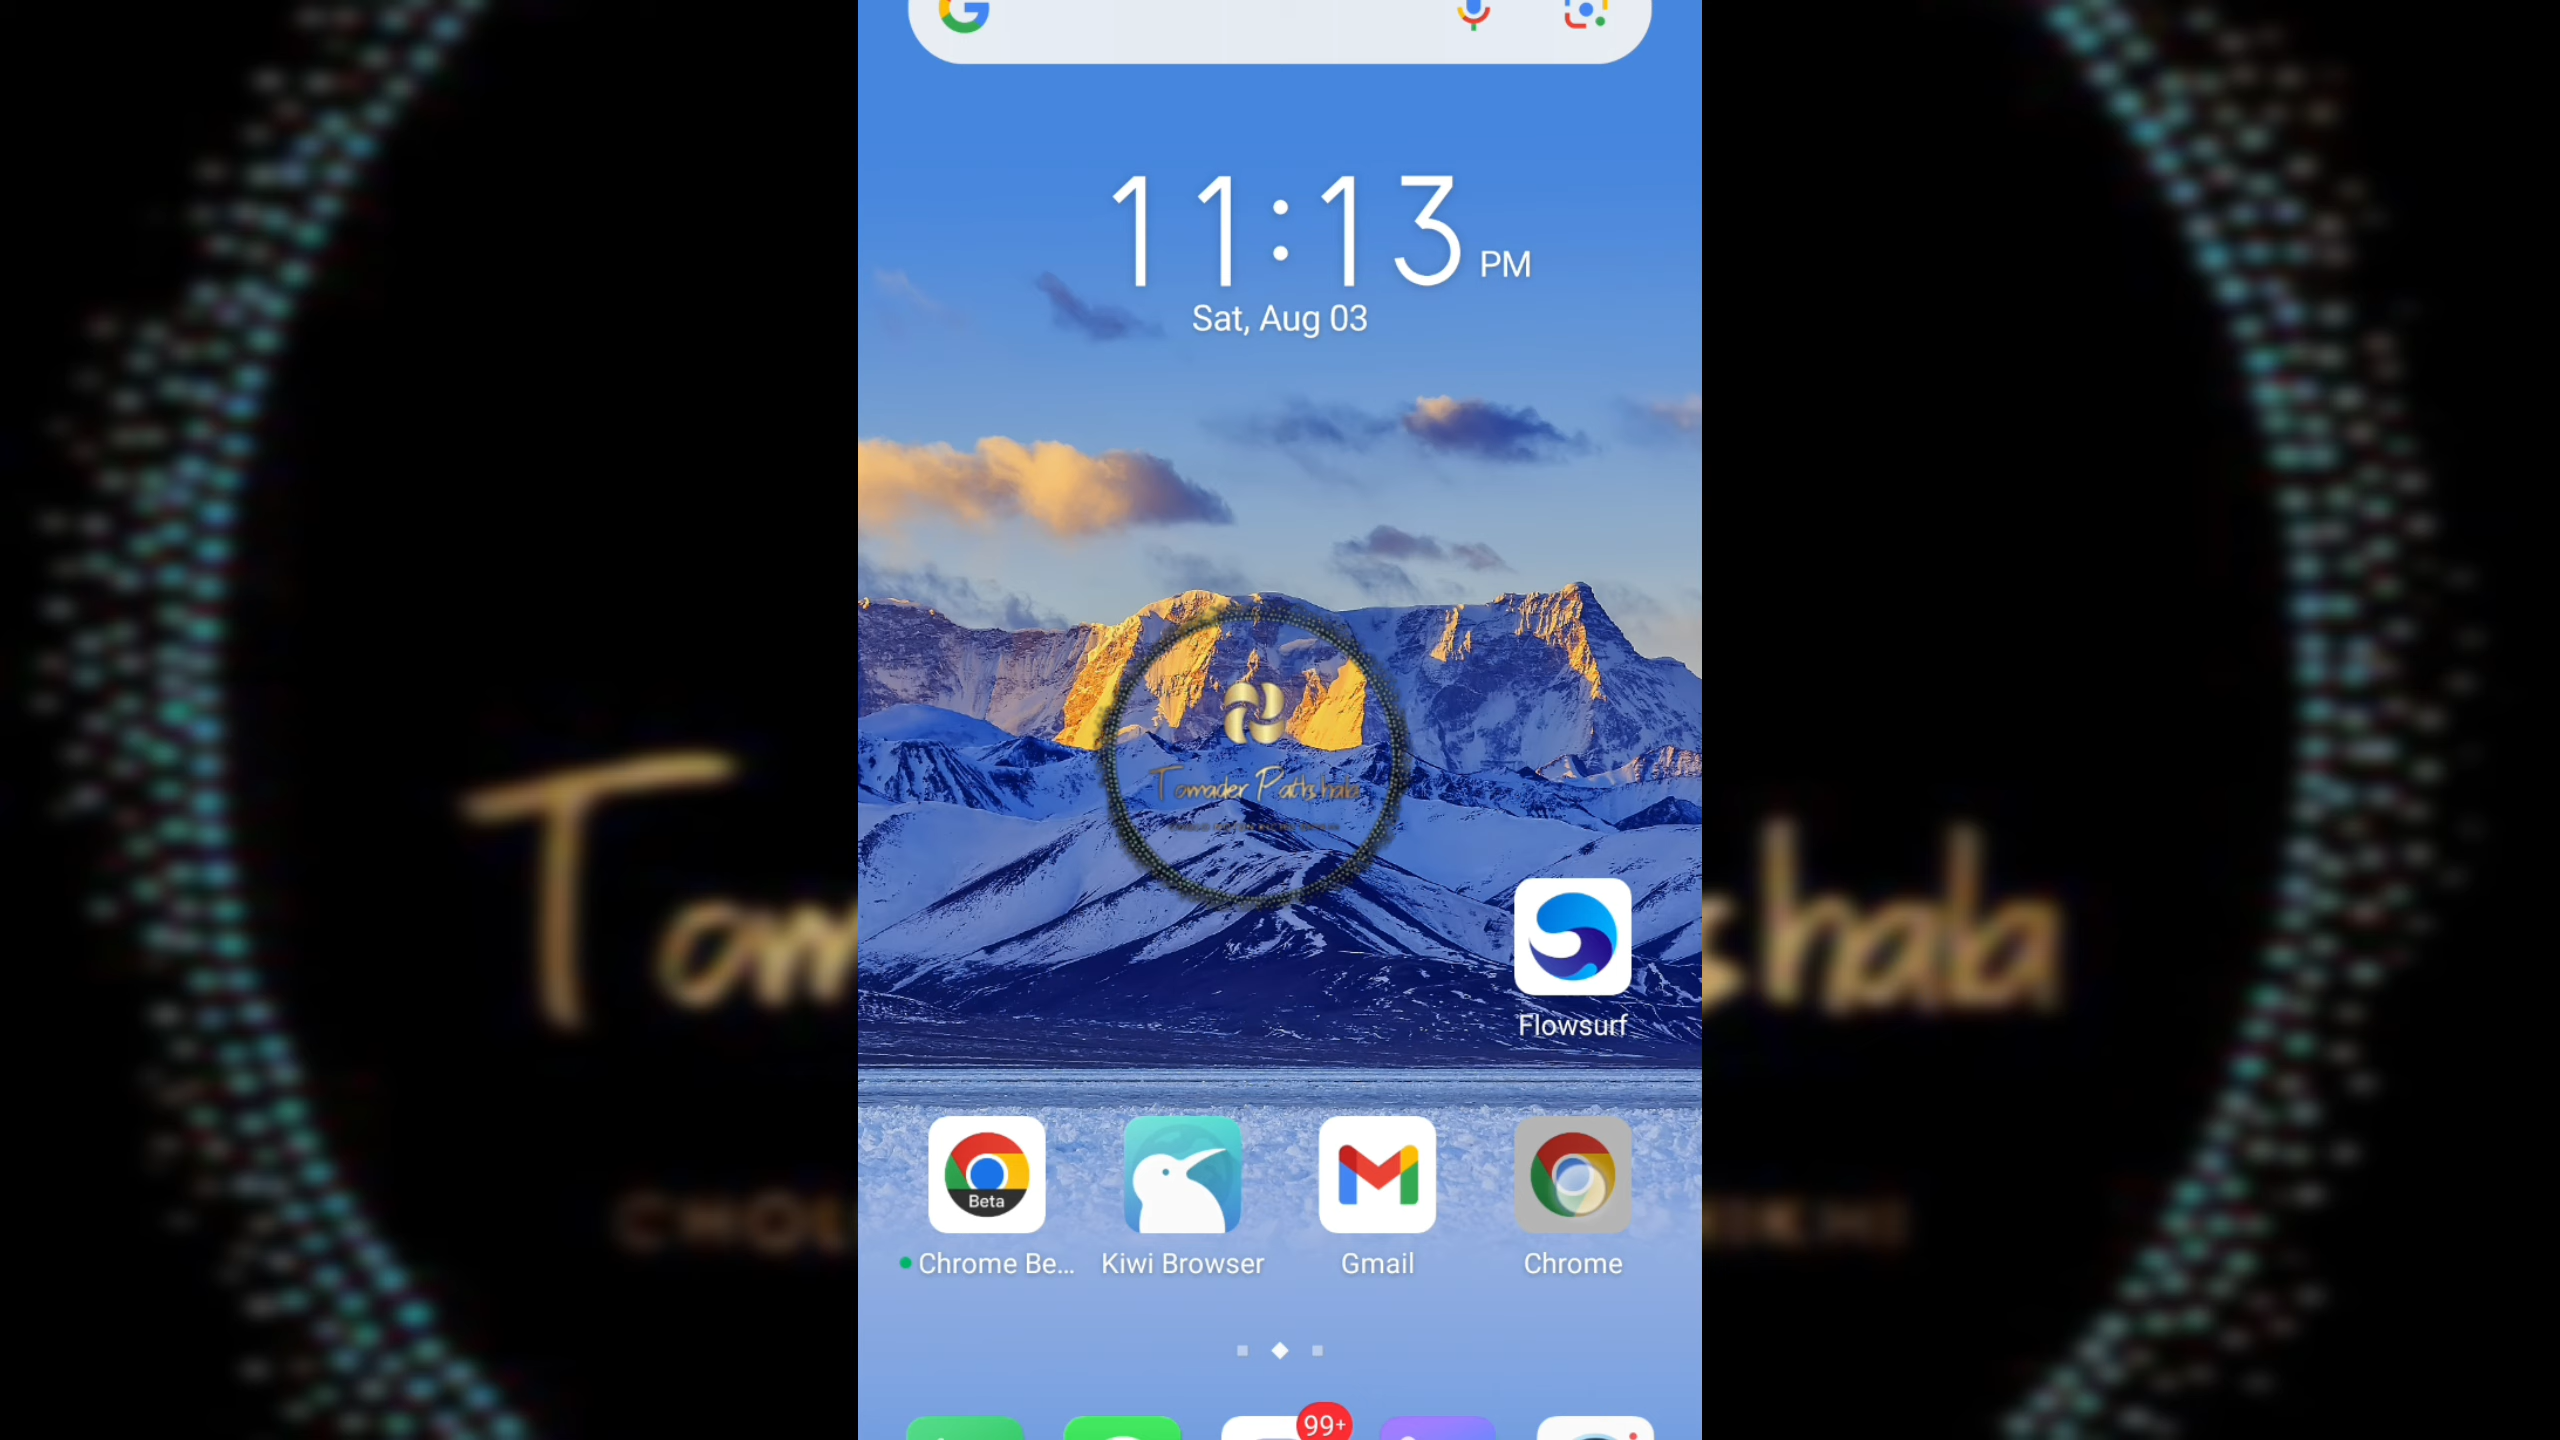 11:13 PM
Sat, Aug 03
Tomader Pathshala
Flowsurf
Beta
Chrome Be...
Kiwi Browser
Gmail
Chrome
99+